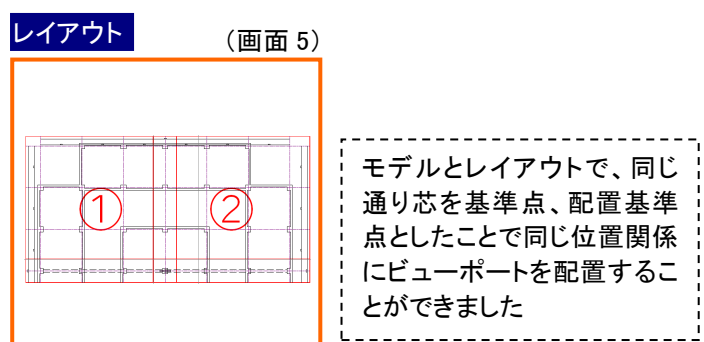 レイアウト
（画面 5）
① ②
モデルとレイアウトで、同じ
通り芯を基準点、配置基準
点としたことで同じ位置関係
にビューポートを配置するこ
とができました